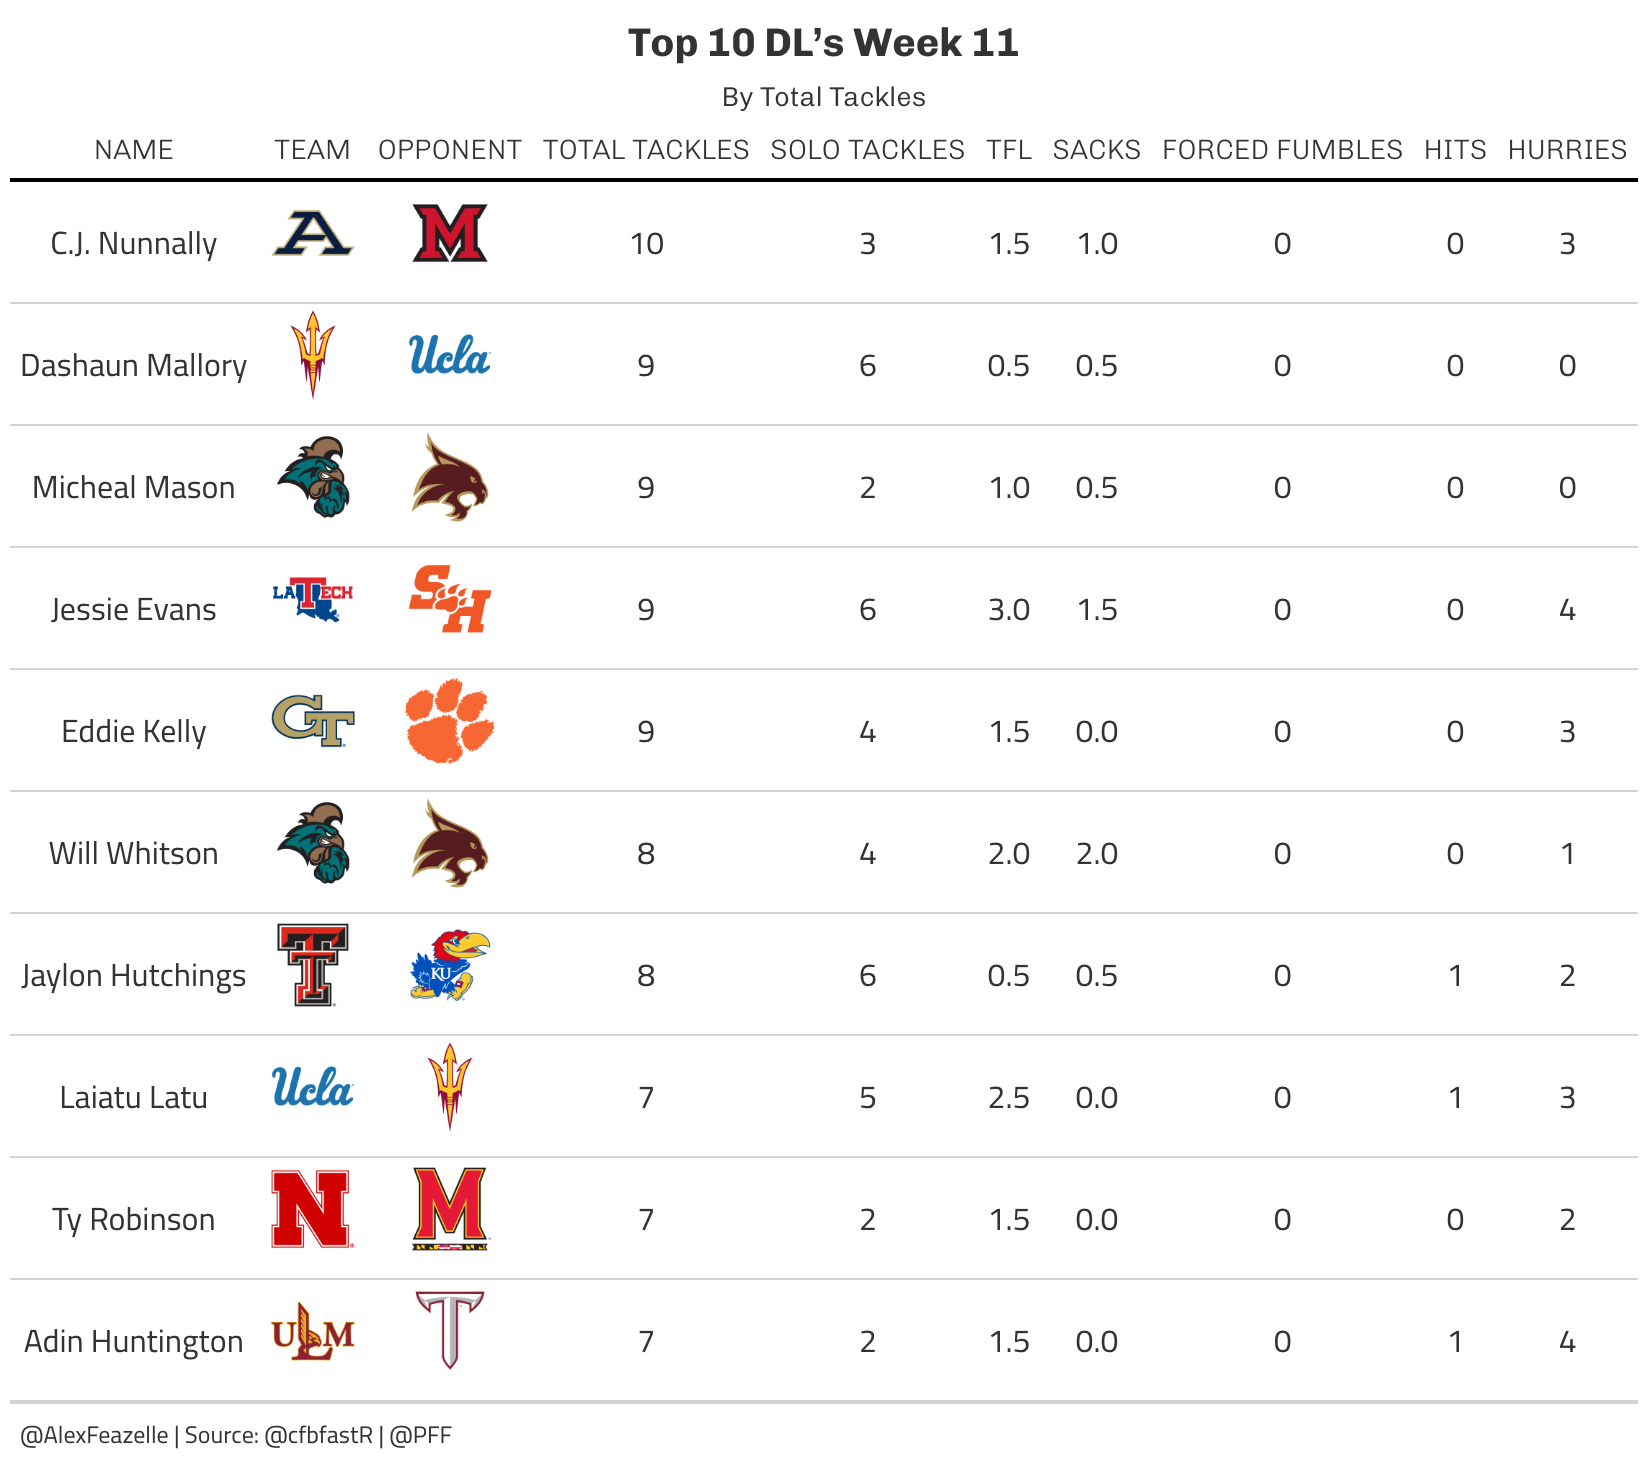 Top 10 DL’s Week 11
By Total Tackles
NAME TEAM OPPONENT TOTAL TACKLES SOLO TACKLES TFL SACKS FORCED FUMBLES HITS HURRIES
C.J. Nunnally A M 10 3 1.5 1.0 0 0 3
Dashaun Mallory Ucla 9 6 0.5 0.5 0 0 0
Micheal Mason 9 2 1.0 0.5 0 0 0
Jessie Evans LA TECH SH 9 6 3.0 1.5 0 0 4
Eddie Kelly GT 9 4 1.5 0.0 0 0 3
Will Whitson 8 4 2.0 2.0 0 0 1
Jaylon Hutchings TT KU 8 6 0.5 0.5 0 1 2
Laiatu Latu Ucla 7 5 2.5 0.0 0 1 3
Ty Robinson N M 7 2 1.5 0.0 0 0 2
Adin Huntington ULM T 7 2 1.5 0.0 0 1 4
@AlexFeazelle | Source: @cfbfastR | @PFF